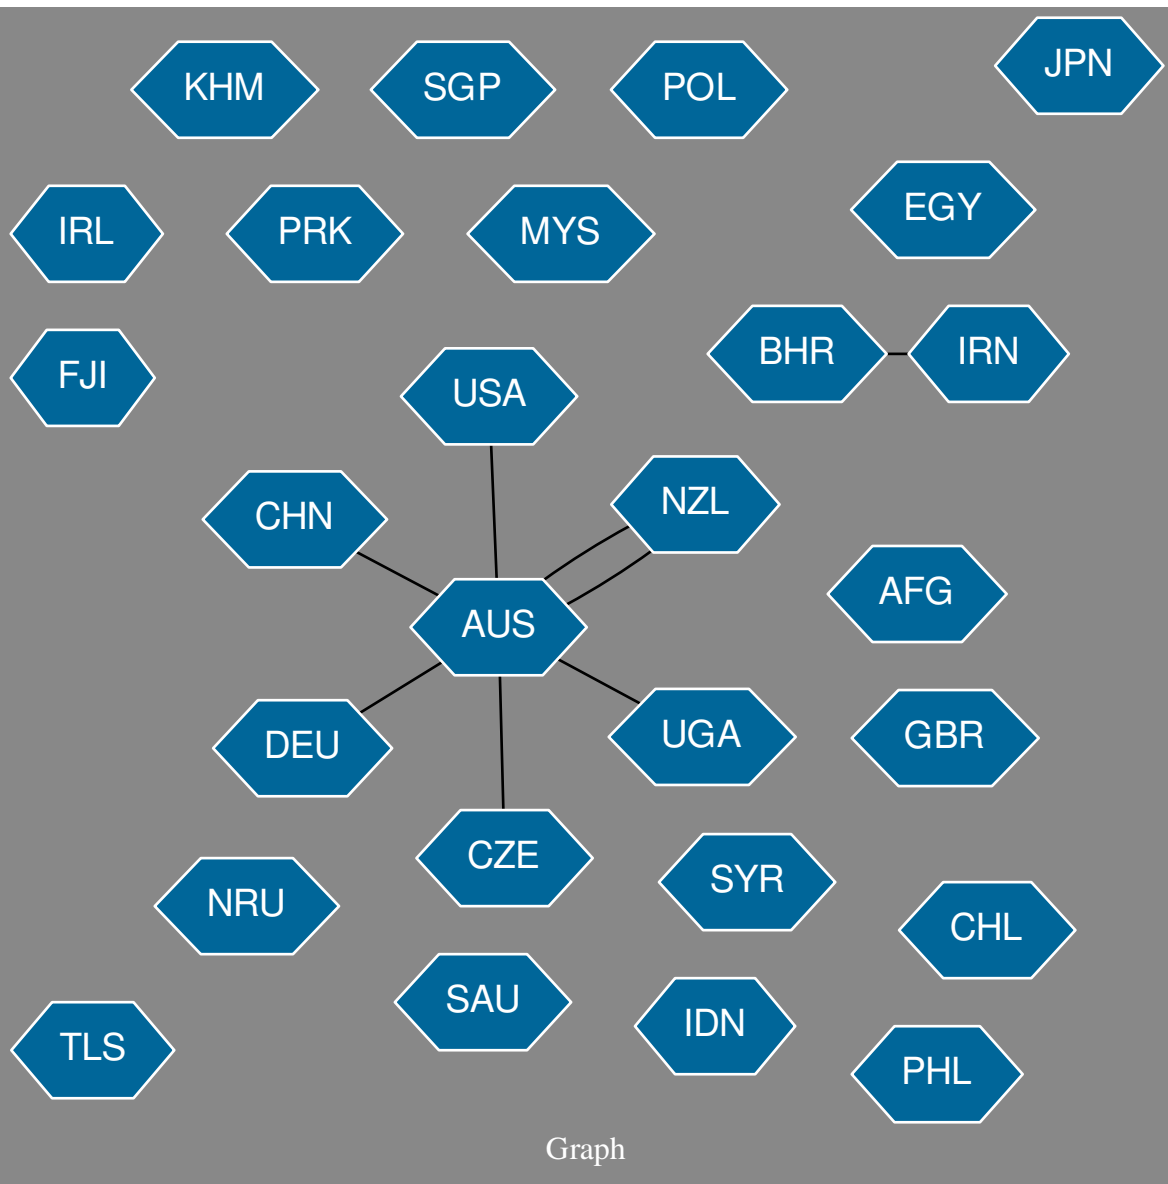 JPN
KHM
SGP
POL
EGY
IRL
PRK
MYS
BHR
IRN
FJI
USA
NZL
CHN
AFG
AUS
UGA
GBR
DEU
CZE
SYR
NRU
CHL
SAU
IDN
TLS
PHL
Graph